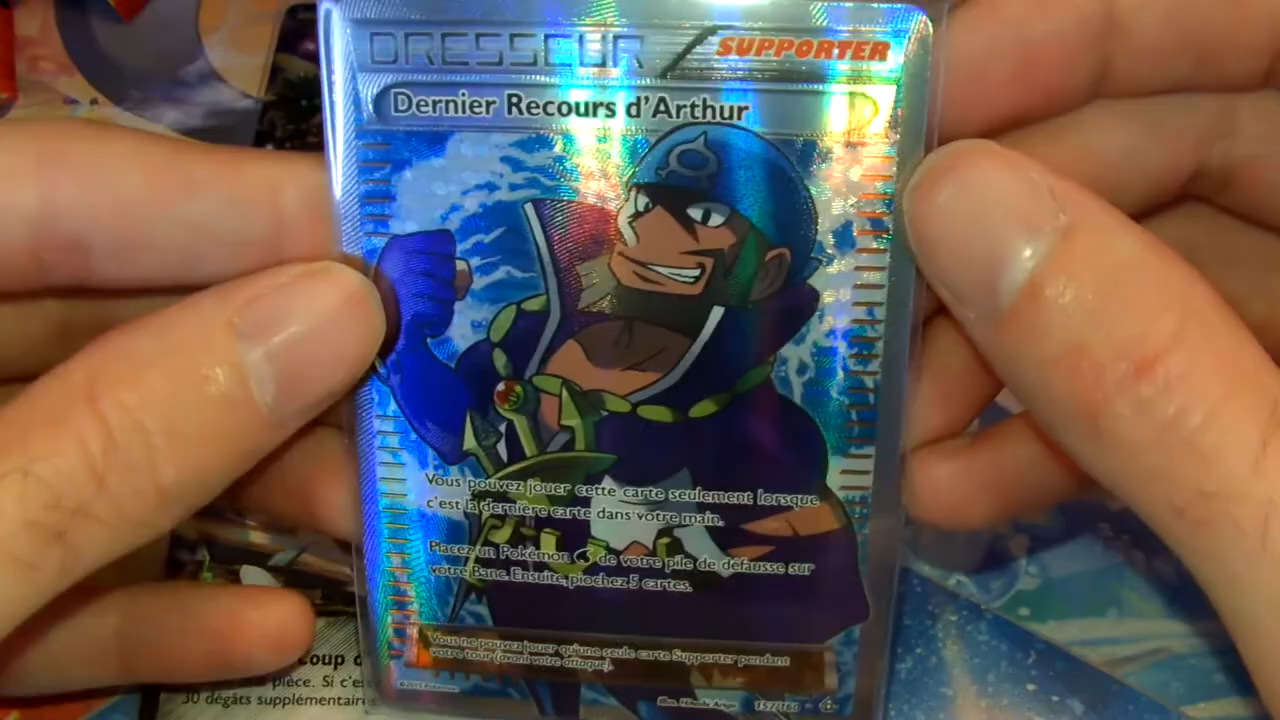 DRESSEUR
SUPPORTER
Dernier Recours d'Arthur
Vous pouvez jouer cette carte seulement lorsque
c'est la dernière carte dans votre main.
Placez un Pokémon de votre pile de défausse sur
votre Banc. Ensuite, piochez 5 cartes.
Vous ne pouvez jouer qu'une seule carte Supporter pendant
votre tour (avant votre attaque).
©2015 Pokémon
157/160
coup d
pièce. Si c'es
30 dégâts supplémentaires